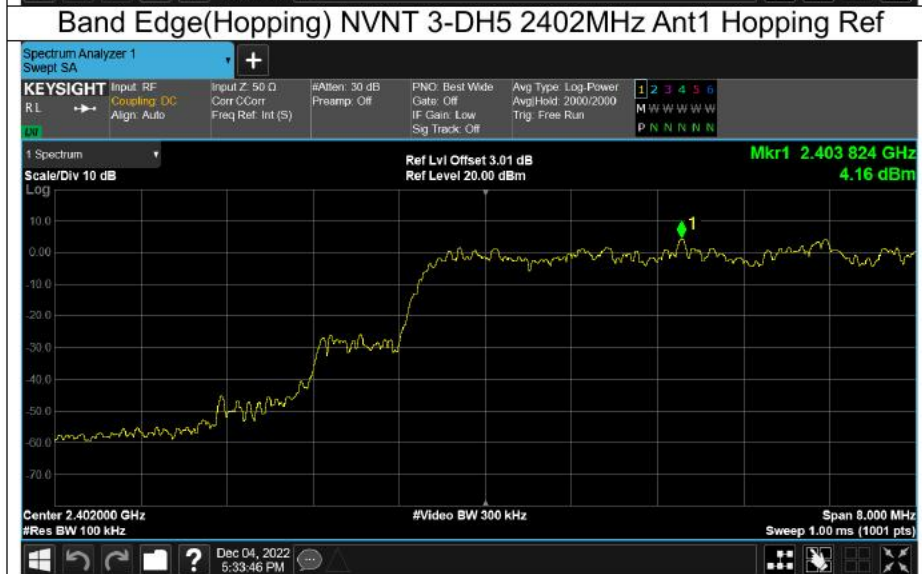 Band Edge(Hopping) NVNT 3-DH5 2402MHz Ant1 Hopping Ref
Spectrum Analyzer 1
Swept SA
+
KEYSIGHT
RL
Input: RF
Coupling: DC
Align: Auto
Input Z: 50 Ω
Corr CCorr
Freq Ref: Int (S)
#Atten: 30 dB
Preamp: Off
PNO: Best Wide
Gate: Off
IF Gain: Low
Sig Track: Off
Avg Type: Log-Power
Avg|Hold: 2000/2000
Trig: Free Run
1 2 3 4 5 6
M W W W W W
P N N N N N
1 Spectrum
Scale/Div 10 dB
Log
Ref Lvl Offset 3.01 dB
Ref Level 20.00 dBm
Mkr1 2.403 824 GHz
4.16 dBm
1
10.0
0.00
-10.0
-20.0
-30.0
-40.0
-50.0
-60.0
-70.0
Center 2.402000 GHz
#Res BW 100 kHz
#Video BW 300 kHz
Span 8.000 MHz
Sweep 1.00 ms (1001 pts)
?
Dec 04, 2022
5:33:46 PM